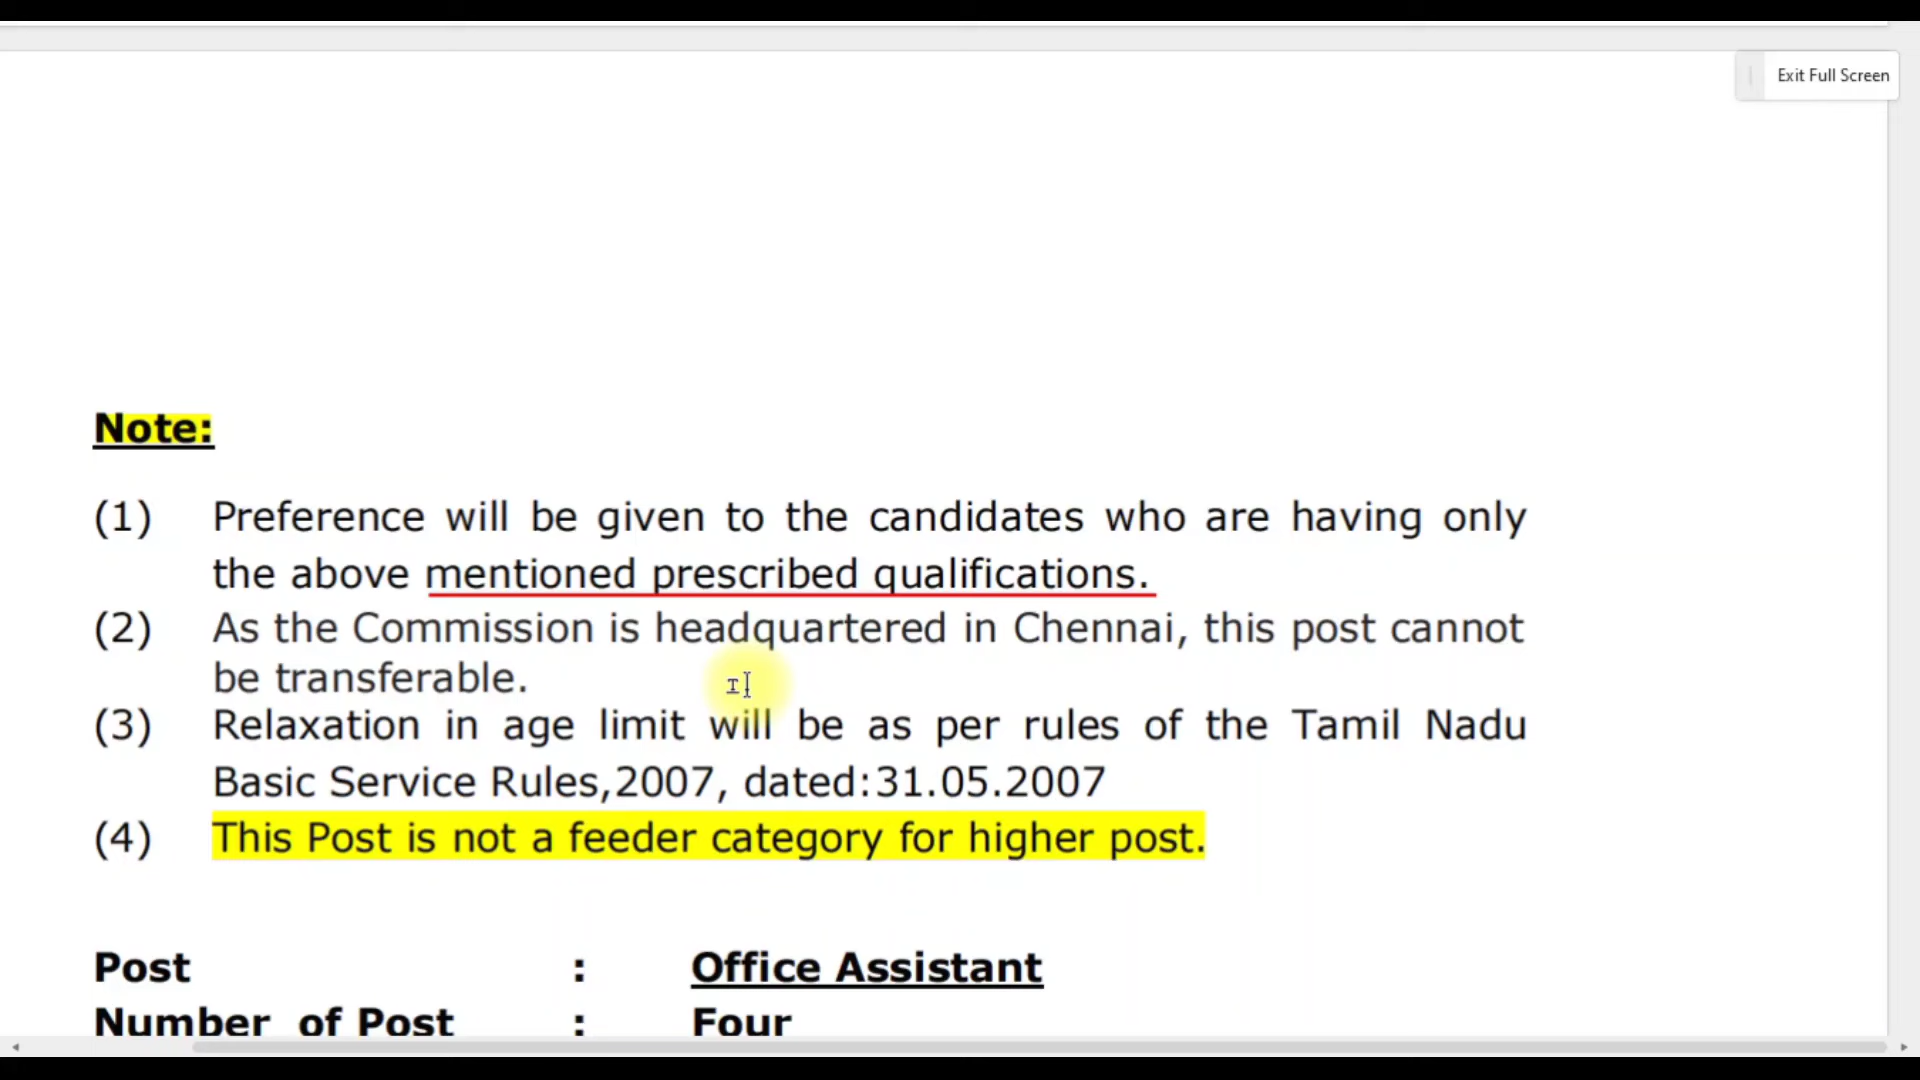 Exit Full Screen
Note:
(1) Preference will be given to the candidates who are having only
the above mentioned prescribed qualifications.
(2) As the Commission is headquartered in Chennai, this post cannot
be transferable.
(3) Relaxation in age limit will be as per rules of the Tamil Nadu
Basic Service Rules,2007, dated:31.05.2007
(4) This Post is not a feeder category for higher post.
Post : Office Assistant
Number of Post : Four